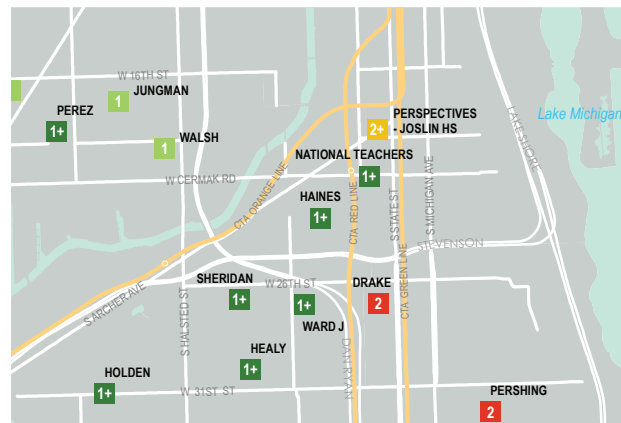 W 16TH ST
JUNGMAN
1
PEREZ
1+
WALSH
1
PERSPECTIVES
- JOSLIN HS
2+
Lake Michigan
LAKE SHORE
NATIONAL TEACHERS
1+
W CERMAK RD
HAINES
1+
CTA ORANGE LINE
CTA RED LINE
S STATE ST
S MICHIGAN AVE
CTA GREEN LINE
STEVENSON
S ARCHER AVE
S HALSTED ST
SHERIDAN
1+
W 26TH ST
1+
WARD J
DRAKE
2
DAN RYAN
HEALY
1+
HOLDEN
1+
W 31ST ST
PERSHING
2